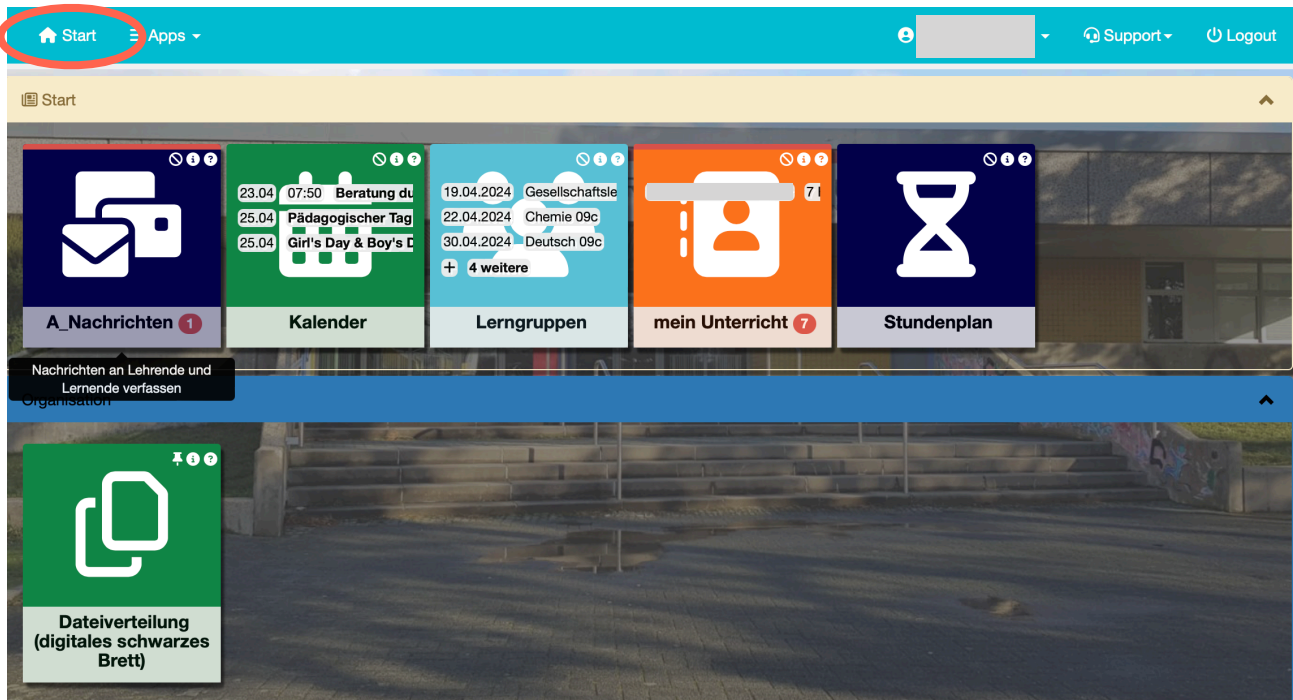 Start Apps Support Logout
Start
23.04 07:50 Beratung du
25.04 Pädagogischer Tag
25.04 Girl's Day & Boy's D
19.04.2024 Gesellschaftsle
22.04.2024 Chemie 09c
30.04.2024 Deutsch 09c
+ 4 weitere
7
A_Nachrichten 1
Kalender
Lerngruppen
mein Unterricht 7
Stundenplan
Nachrichten an Lehrende und
Lernende verfassen
Organisation
Dateiverteilung
(digitales schwarzes
Brett)